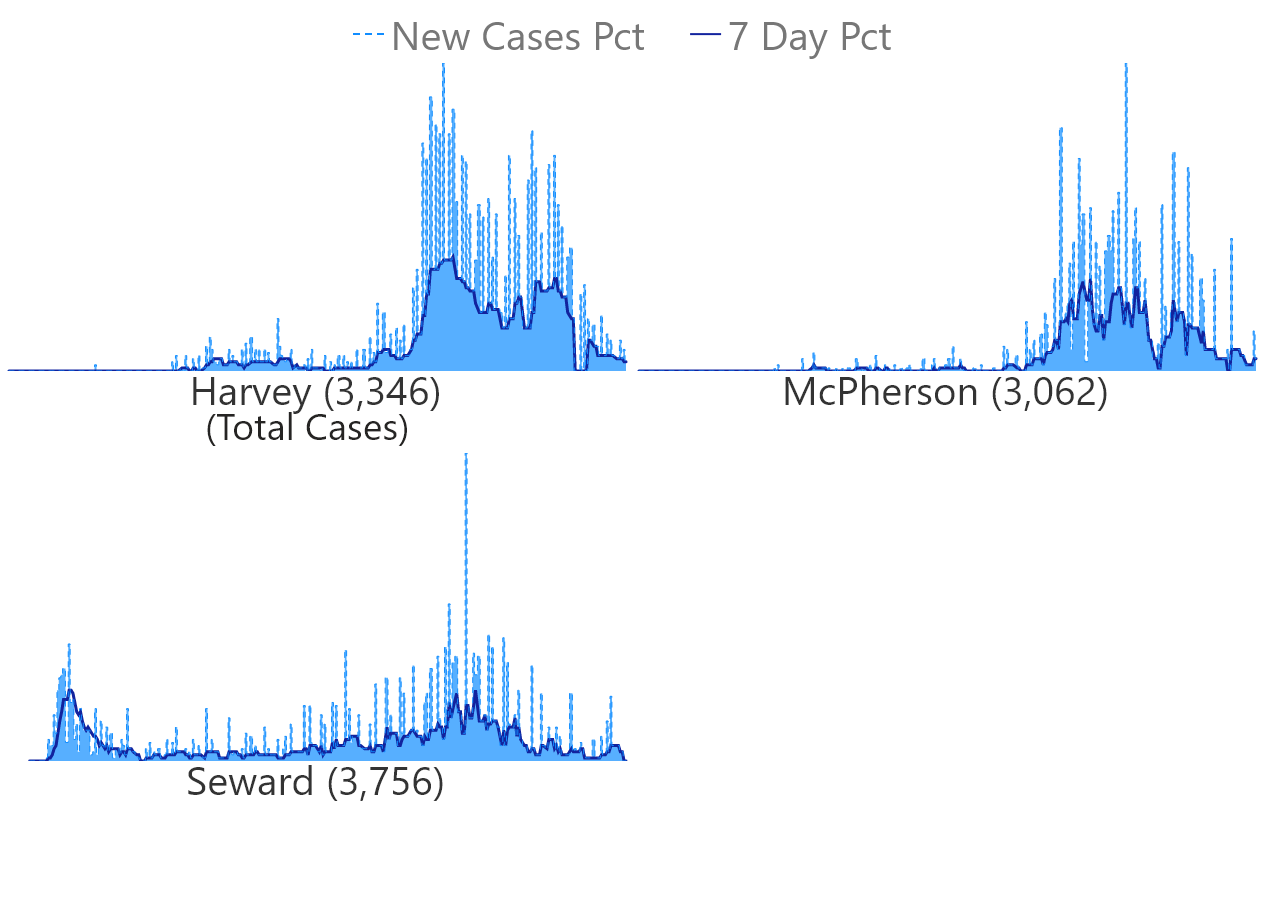 New Cases Pct 7 Day Pct
Harvey (3,346) McPherson (3,062)
(Total Cases)
Seward (3,756)